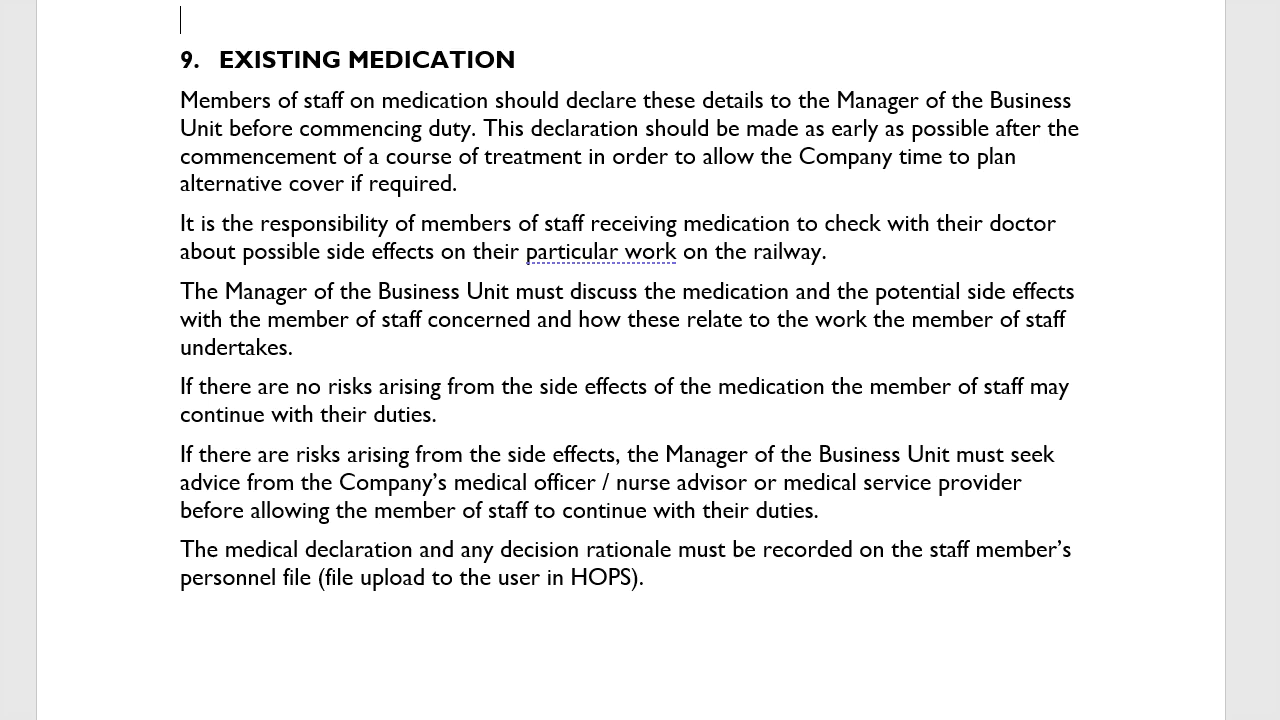 9. EXISTING MEDICATION
Members of staff on medication should declare these details to the Manager of the Business
Unit before commencing duty. This declaration should be made as early as possible after the
commencement of a course of treatment in order to allow the Company time to plan
alternative cover if required.
It is the responsibility of members of staff receiving medication to check with their doctor
about possible side effects on their particular work on the railway.
The Manager of the Business Unit must discuss the medication and the potential side effects
with the member of staff concerned and how these relate to the work the member of staff
undertakes.
If there are no risks arising from the side effects of the medication the member of staff may
continue with their duties.
If there are risks arising from the side effects, the Manager of the Business Unit must seek
advice from the Company’s medical officer / nurse advisor or medical service provider
before allowing the member of staff to continue with their duties.
The medical declaration and any decision rationale must be recorded on the staff member’s
personnel file (file upload to the user in HOPS).